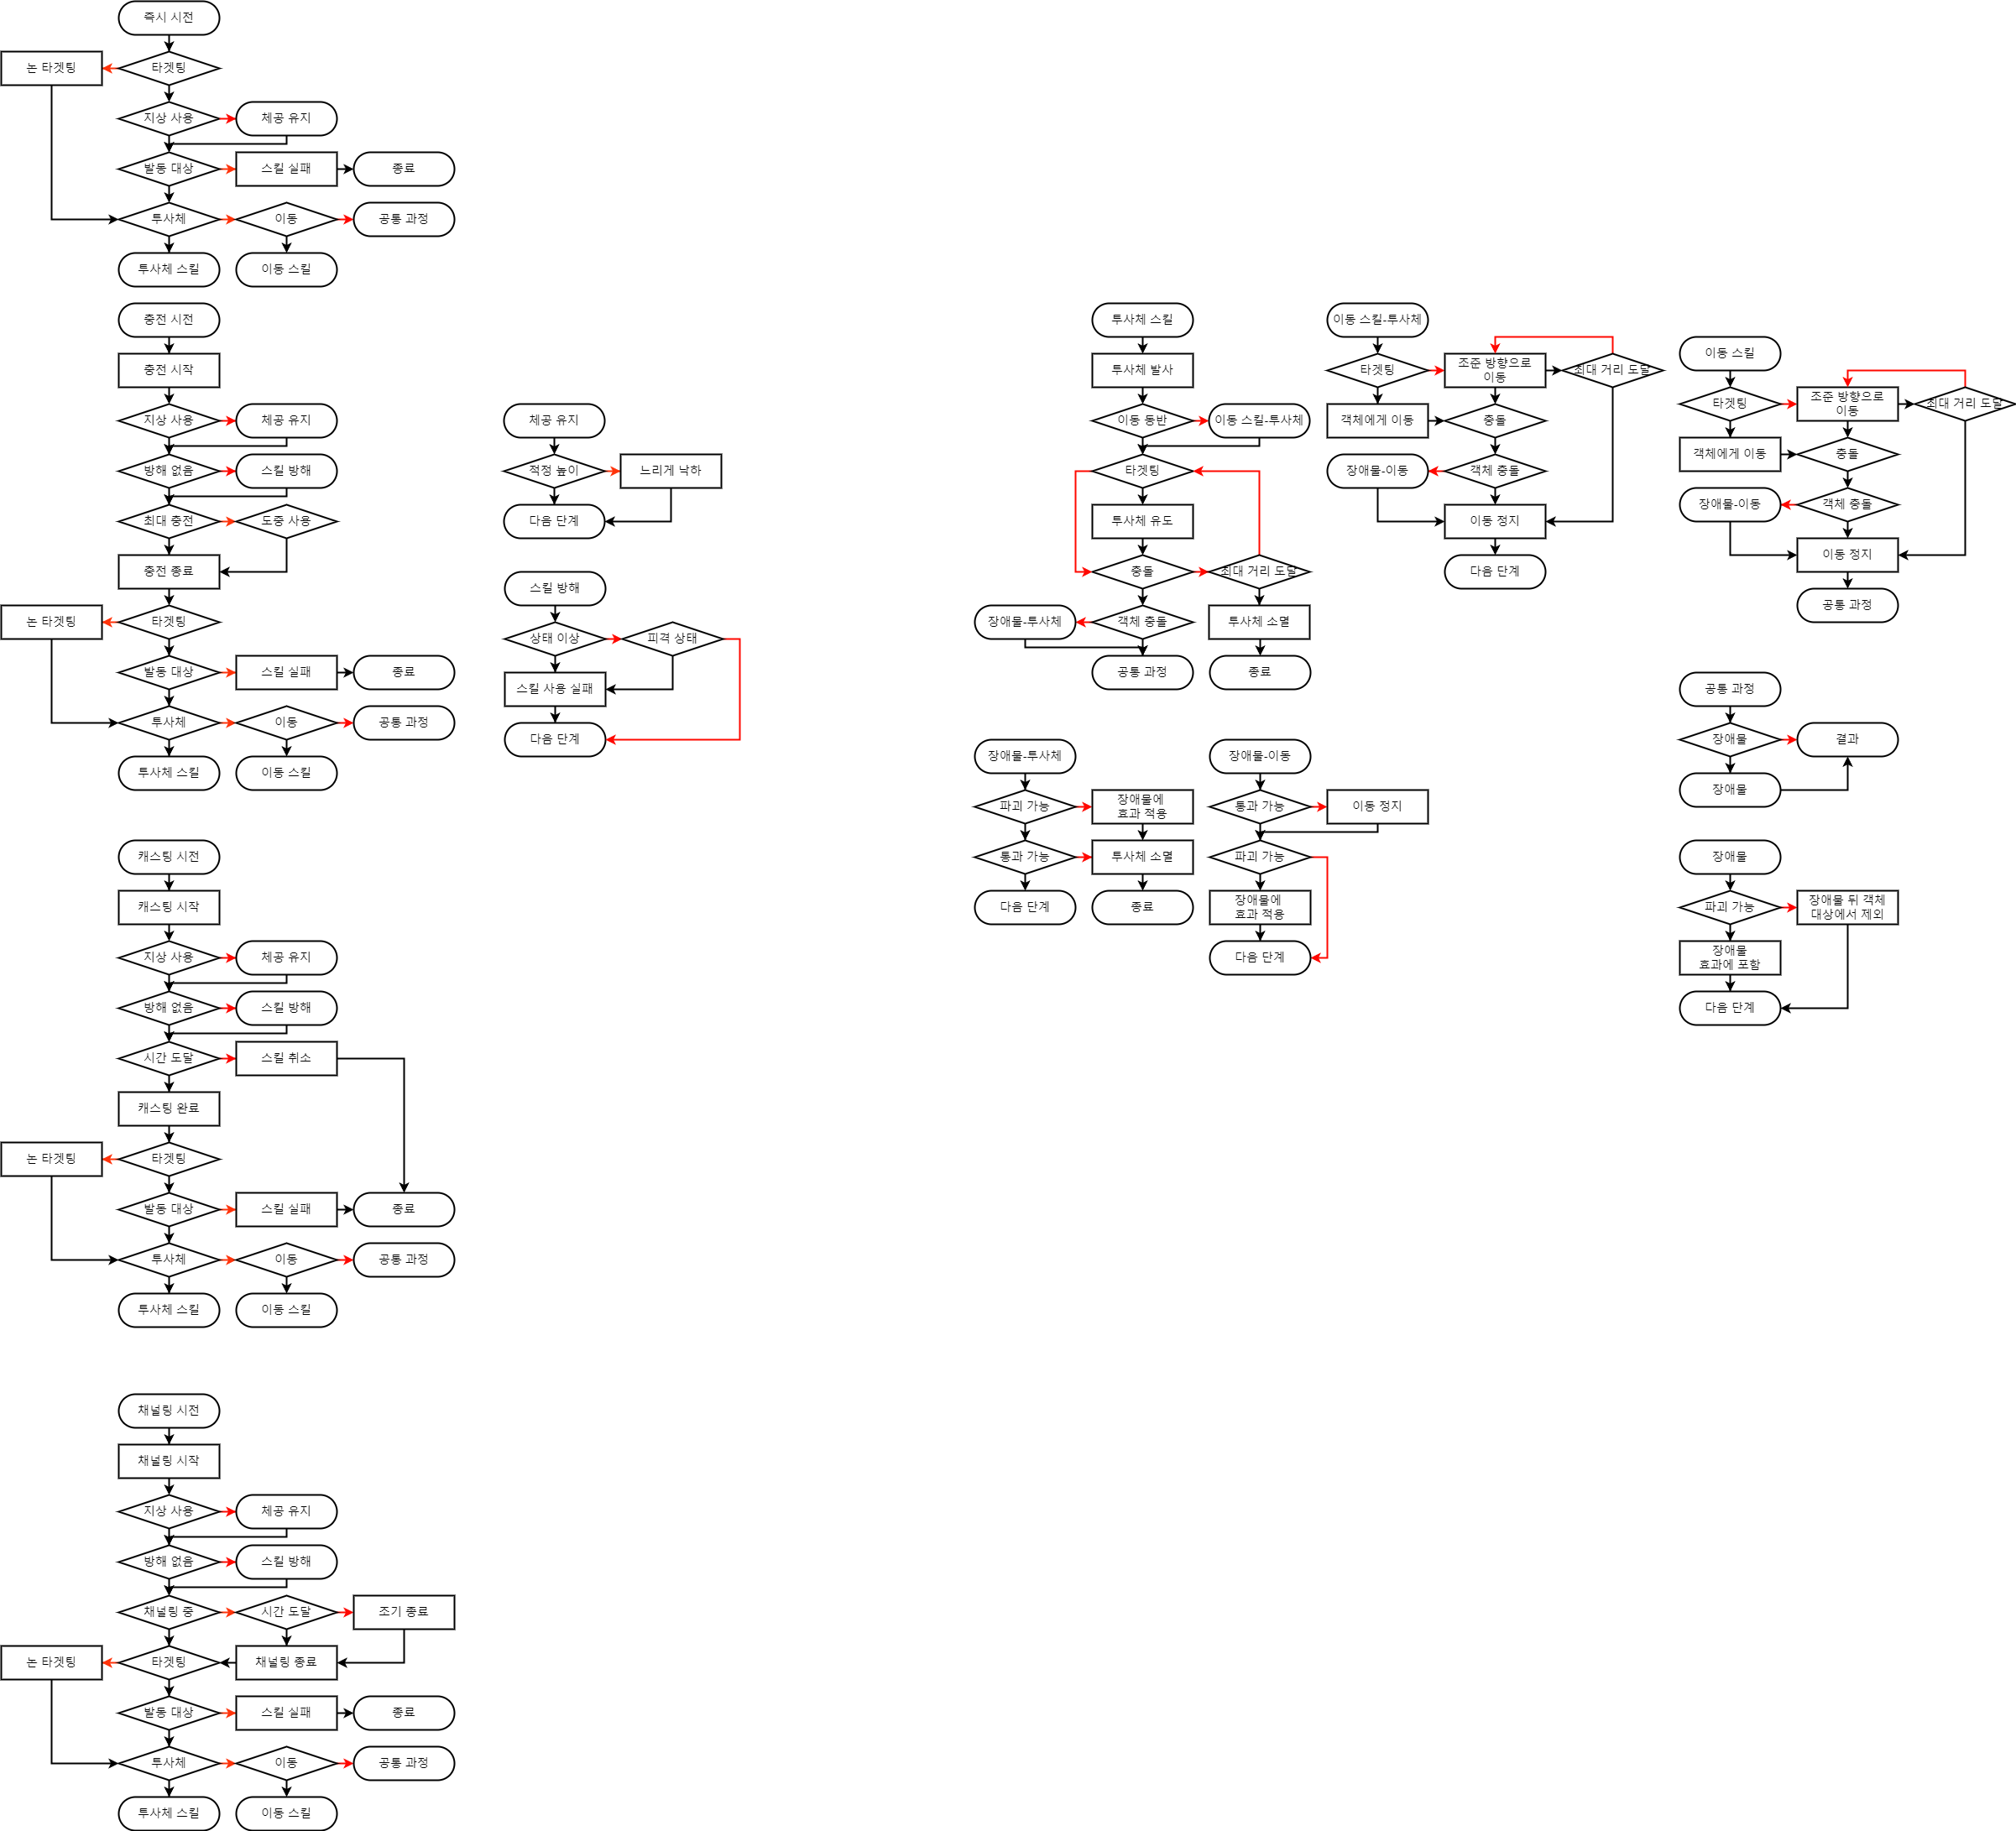 즉시 시전
논 타겟팅
타겟팅
지상 사용
체공 유지
발동 대상
스킬 실패
종료
투사체
이동
공통 과정
투사체 스킬
이동 스킬
충전 시전
충전 시작
지상 사용
체공 유지
방해 없음
스킬 방해
최대 충전
도중 사용
충전 종료
논 타겟팅
타겟팅
발동 대상
스킬 실패
종료
투사체
이동
공통 과정
투사체 스킬
이동 스킬
캐스팅 시전
캐스팅 시작
지상 사용
체공 유지
방해 없음
스킬 방해
시간 도달
스킬 취소
캐스팅 완료
논 타겟팅
타겟팅
발동 대상
스킬 실패
종료
투사체
이동
공통 과정
투사체 스킬
이동 스킬
채널링 시전
채널링 시작
지상 사용
체공 유지
방해 없음
스킬 방해
채널링 중
시간 도달
조기 종료
논 타겟팅
타겟팅
채널링 종료
발동 대상
스킬 실패
종료
투사체
이동
공통 과정
투사체 스킬
이동 스킬
체공 유지
적정 높이
느리게 낙하
다음 단계
스킬 방해
상태 이상
피격 상태
스킬 사용 실패
다음 단계
투사체 스킬
투사체 발사
이동 동반
이동 스킬-투사체
타겟팅
투사체 유도
충돌
최대 거리 도달
장애물-투사체
객체 충돌
투사체 소멸
공통 과정
종료
이동 스킬-투사체
타겟팅
조준 방향으로
이동
최대 거리 도달
객체에게 이동
충돌
장애물-이동
객체 충돌
이동 정지
다음 단계
이동 스킬
타겟팅
조준 방향으로
이동
최대 거리 도달
객체에게 이동
충돌
장애물-이동
객체 충돌
이동 정지
공통 과정
장애물-투사체
파괴 가능
장애물에
효과 적용
통과 가능
투사체 소멸
다음 단계
종료
장애물-이동
통과 가능
이동 정지
파괴 가능
장애물에
효과 적용
다음 단계
공통 과정
장애물
결과
장애물
장애물
파괴 가능
장애물 뒤 객체
대상에서 제외
장애물
효과에 포함
다음 단계